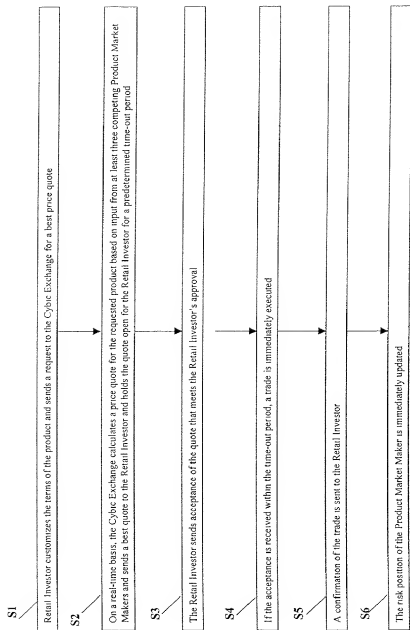 S1
Retail Investor customizes the terms of the product and sends a request to the Cybic Exchange for a best price quote
S2
On a real-time basis, the Cybic Exchange calculates a price quote for the requested product based on input from at least three competing Product Market
Makers and sends a best quote to the Retail Investor and holds the quote open for the Retail Investor for a predetermined time-out period
S3
The Retail Investor sends acceptance of the quote that meets the Retail Investor's approval
S4
If the acceptance is received within the time-out period, a trade is immediately executed
S5
A confirmation of the trade is sent to the Retail Investor
S6
The risk position of the Product Market Maker is immediately updated